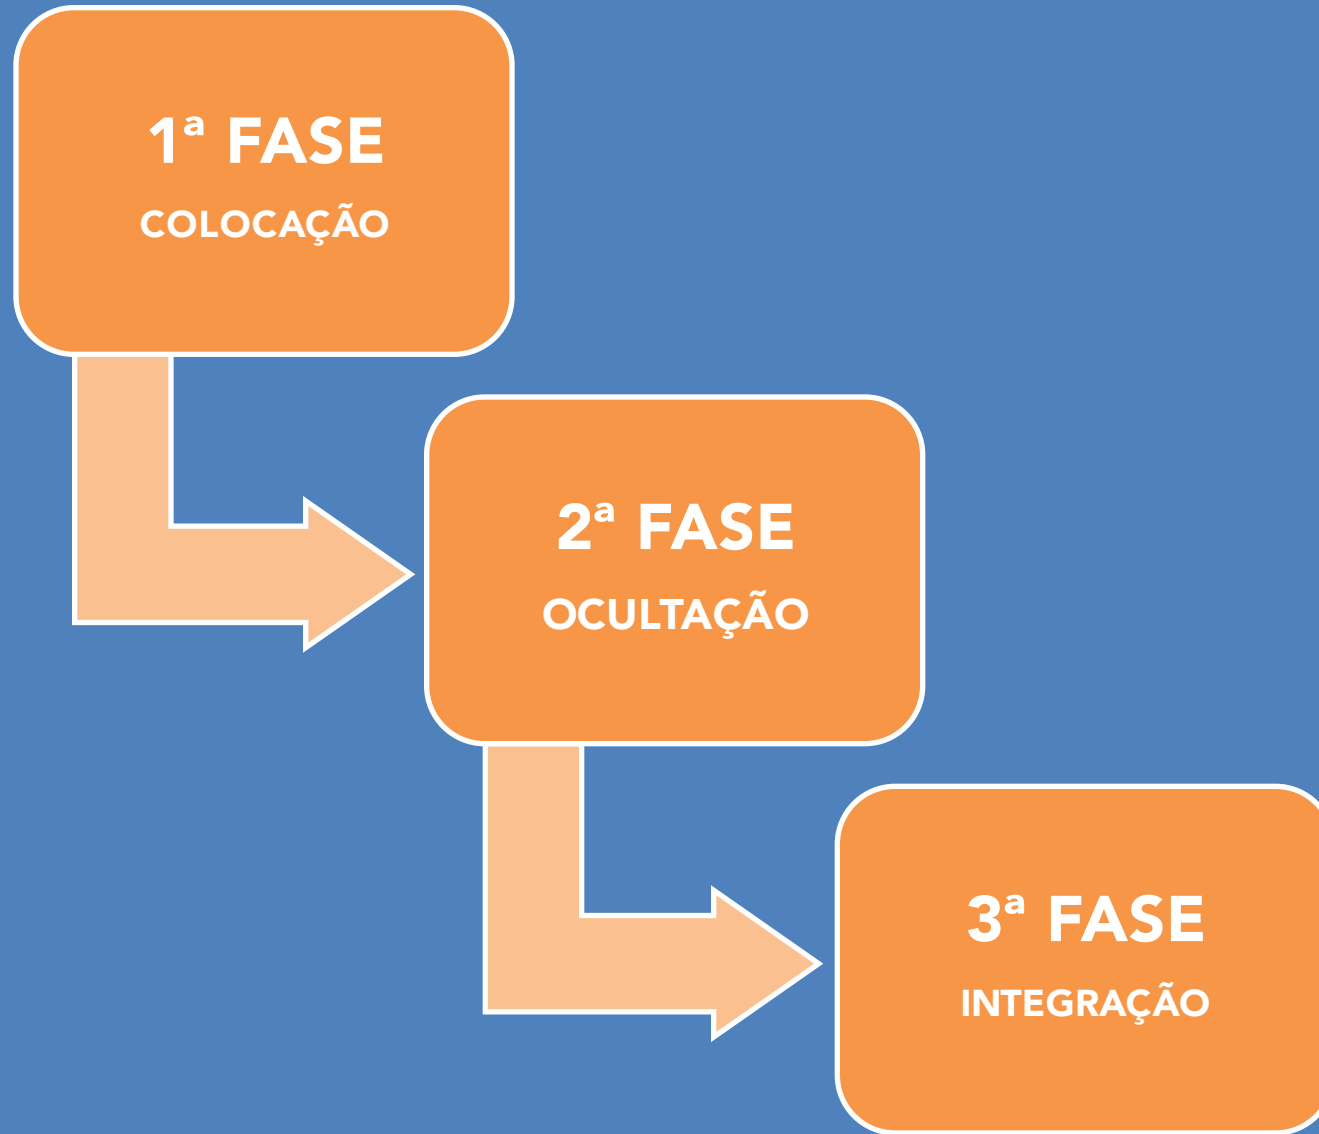 1ª FASE
COLOCAÇÃO
2ª FASE
OCULTAÇÃO
3ª FASE
INTEGRAÇÃO